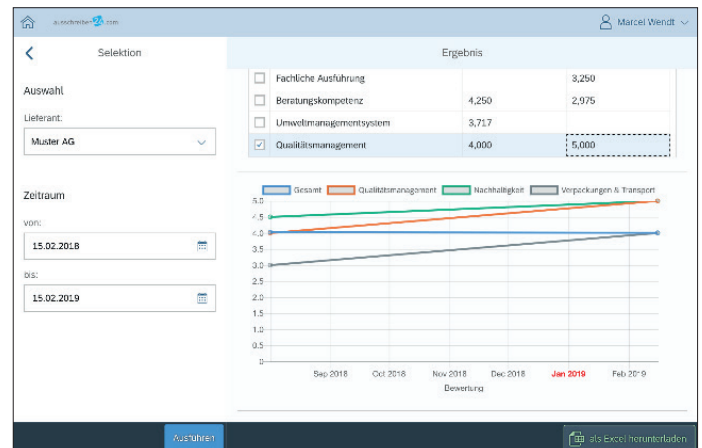 ausschreiben24.com
Marcel Wendt
Selektion
Ergebnis
Auswahl
Lieferant:
Muster AG
Zeitraum
von:
15.02.2018
bis:
15.02.2019
Ausführen
Fachliche Ausführung 3,250
Beratungskompetenz 4,250 2,975
Umweltmanagementsystem 3,717
Qualitätsmanagement 4,000 5,000
Gesamt Qualitätsmanagement Nachhaltigkeit Verpackungen & Transport
5.0
4.5
4.0
3.5
3.0
2.5
2.0
1.5
1.0
0.5
0
Sep 2018 Oct 2018 Nov 2018 Dec 2018 Jan 2019 Feb 2019
Bewertung
als Excel herunterladen